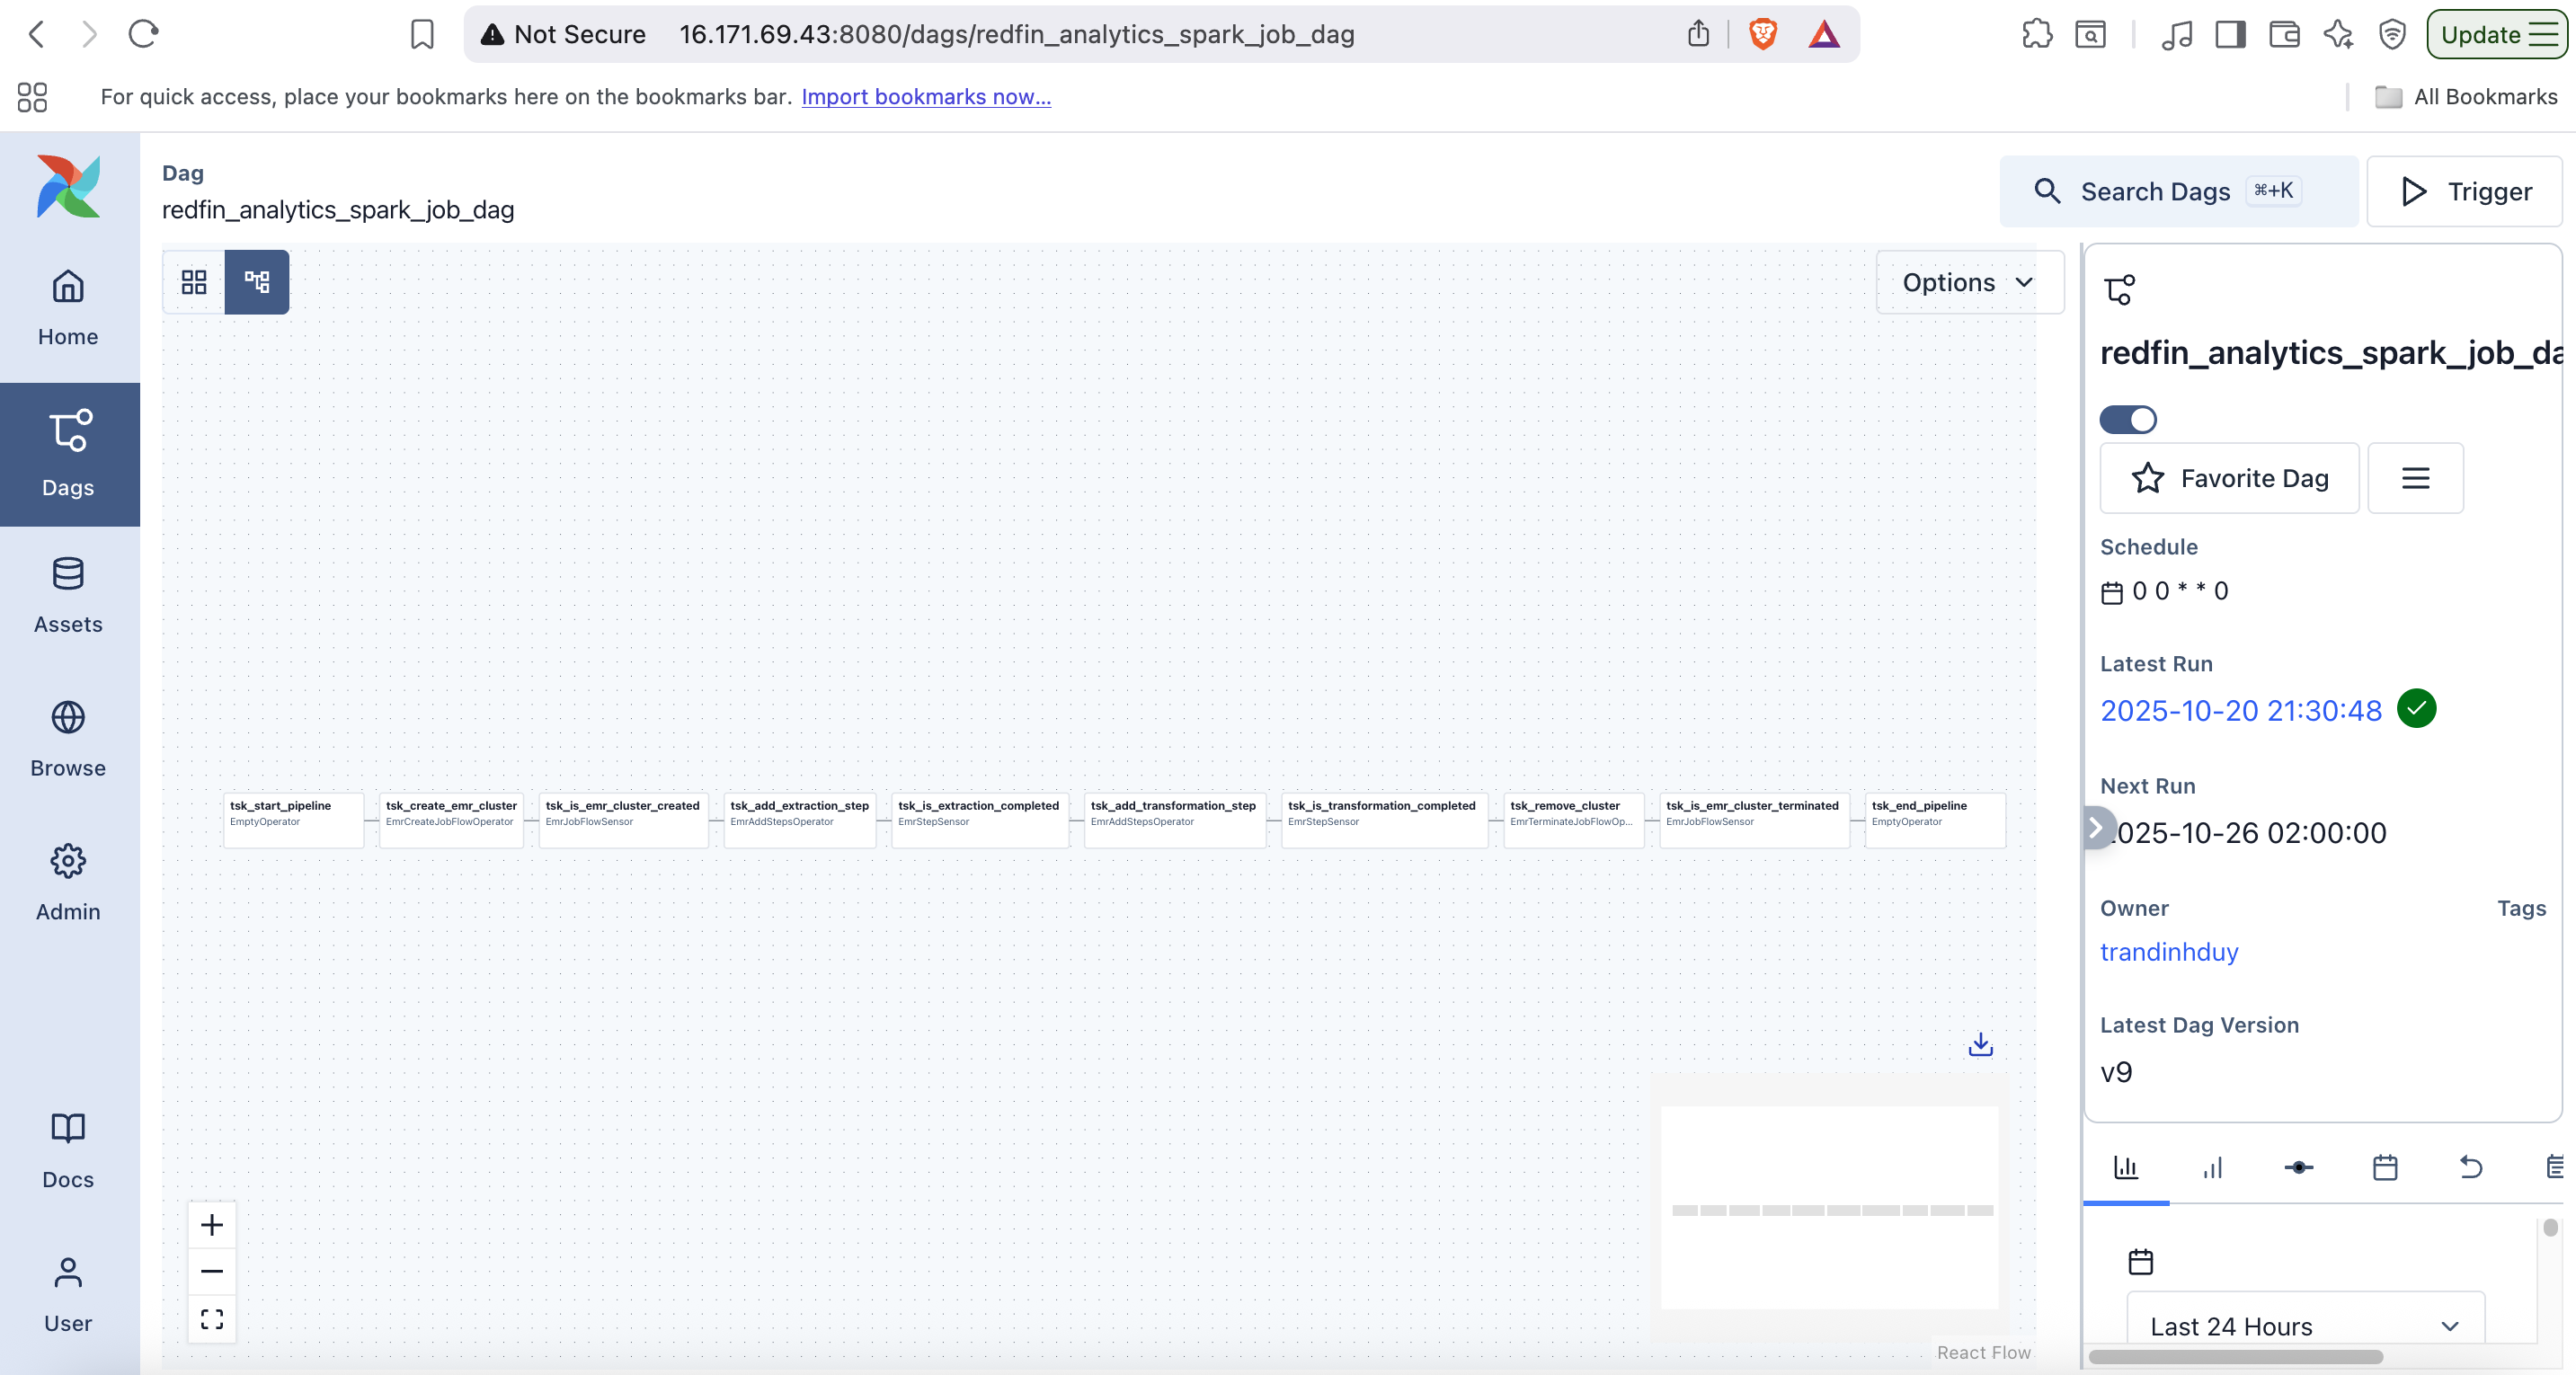 Not Secure 16.171.69.43:8080/dags/redfin_analytics_spark_job_dag
Update
For quick access, place your bookmarks here on the bookmarks bar. Import bookmarks now...
All Bookmarks
Dag
redfin_analytics_spark_job_dag
Search Dags ⌘+K
Trigger
Home
Dags
Assets
Browse
Admin
Docs
User
Options
tsk_start_pipeline
EmptyOperator
tsk_create_emr_cluster
EmrCreateJobFlowOperator
tsk_is_emr_cluster_created
EmrJobFlowSensor
tsk_add_extraction_step
EmrAddStepsOperator
tsk_is_extraction_completed
EmrStepSensor
tsk_add_transformation_step
EmrAddStepsOperator
tsk_is_transformation_completed
EmrStepSensor
tsk_remove_cluster
EmrTerminateJobFlowOp...
tsk_is_emr_cluster_terminated
EmrJobFlowSensor
tsk_end_pipeline
EmptyOperator
React Flow
redfin_analytics_spark_job_da
Favorite Dag
Schedule
0 0 * * 0
Latest Run
2025-10-20 21:30:48
Next Run
025-10-26 02:00:00
Owner Tags
trandinhduy
Latest Dag Version
v9
Last 24 Hours